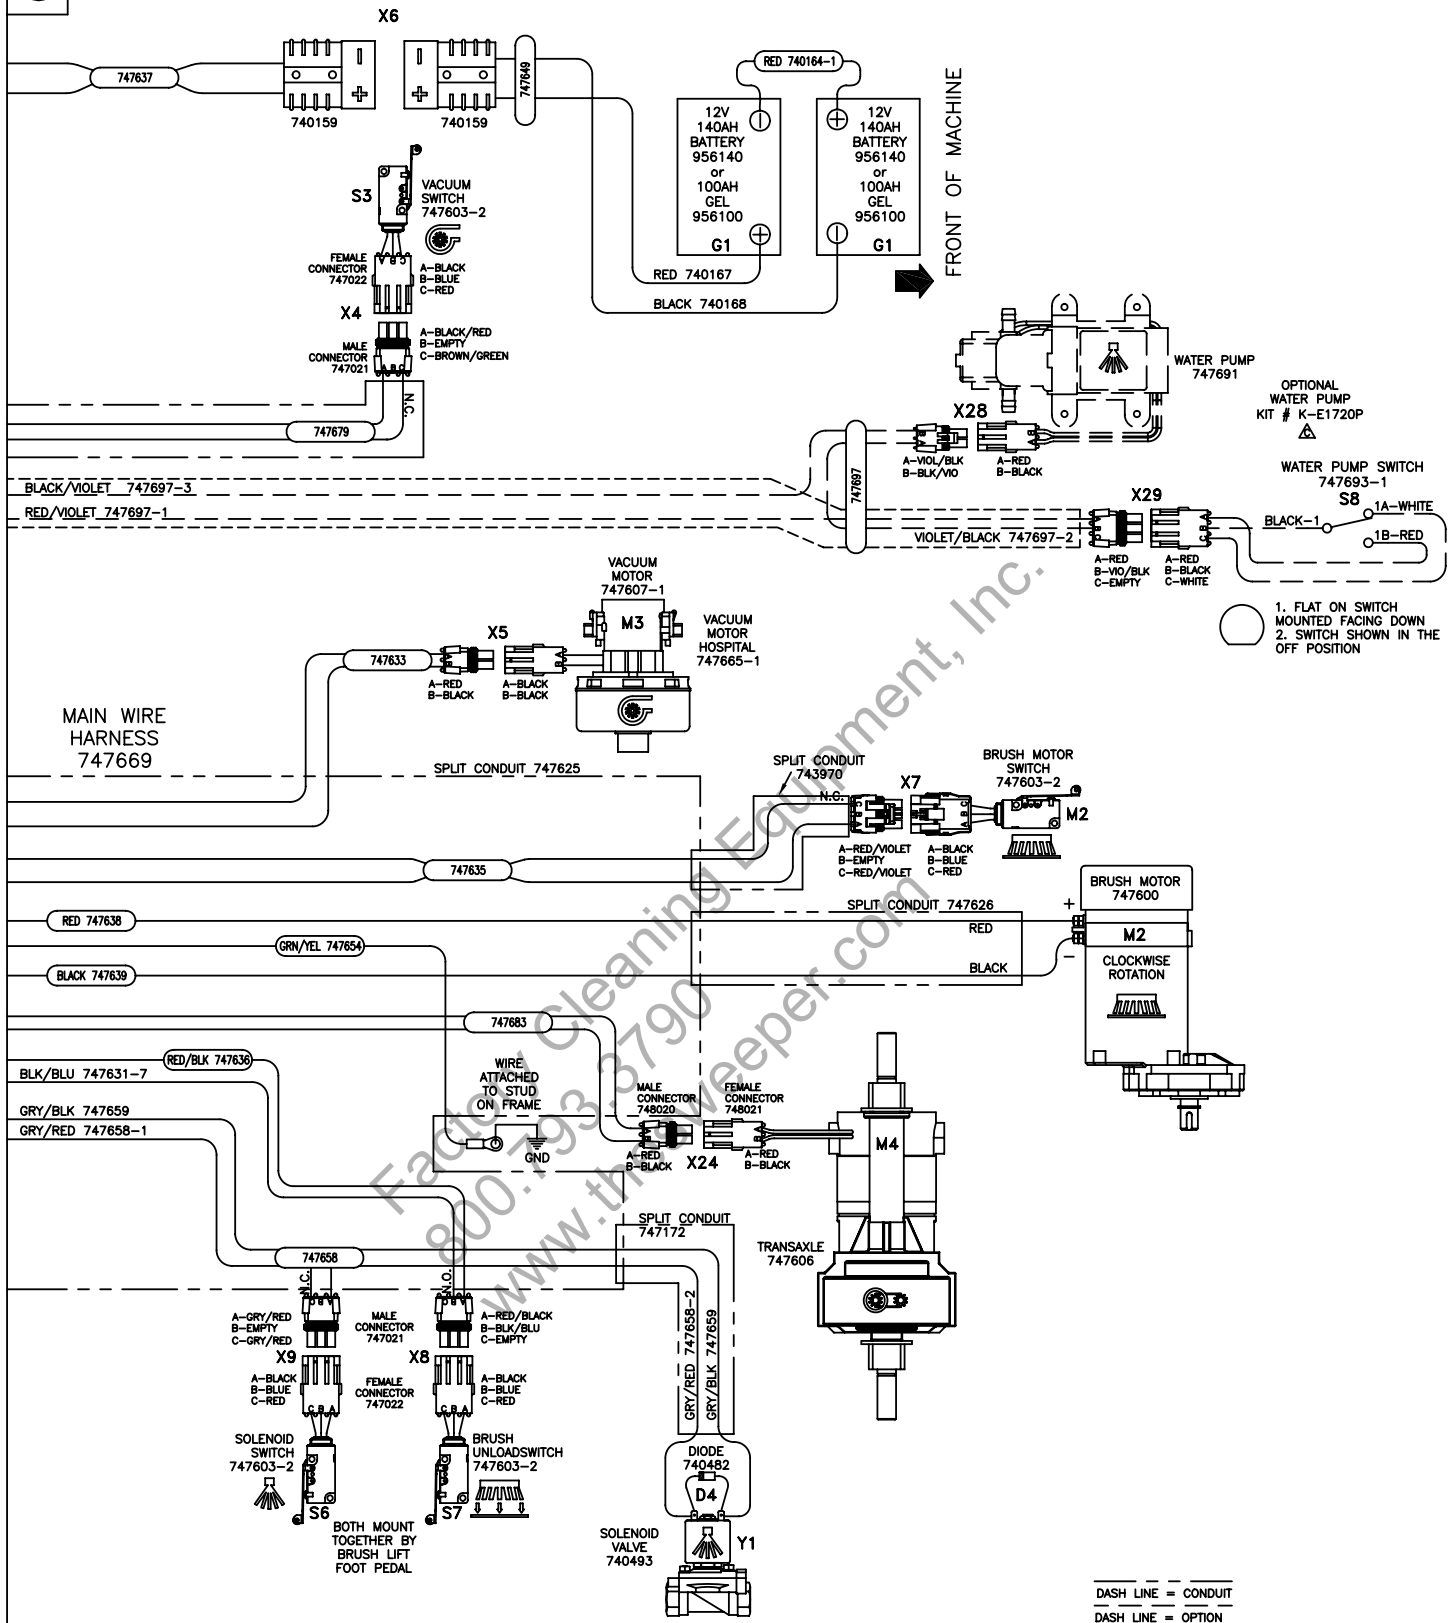 X6
747637
740159
740159
747649
RED 740164-1
12V
140AH
BATTERY
956140
or
100AH
GEL
956100
G1
12V
140AH
BATTERY
956140
or
100AH
GEL
956100
G1
FRONT OF MACHINE
RED 740167
BLACK 740168
S3
VACUUM
SWITCH
747603-2
FEMALE
CONNECTOR
747022
A B C
A-BLACK
B-BLUE
C-RED
X4
MALE
CONNECTOR
747021
A-BLACK/RED
B-EMPTY
C-BROWN/GREEN
A B C
N.C.
747679
WATER PUMP
747691
OPTIONAL
WATER PUMP
KIT # K-E1720P
C
X28
A-VIOL/BLK
B-BLK/VIO
A-RED
B-BLACK
747697
BLACK/VIOLET 747697-3
RED/VIOLET 747697-1
VIOLET/BLACK 747697-2
WATER PUMP SWITCH
747693-1
S8
X29
1A-WHITE
BLACK-1
1B-RED
A-RED
B-VIO/BLK
C-EMPTY
A-RED
B-BLACK
C-WHITE
1. FLAT ON SWITCH
MOUNTED FACING DOWN
2. SWITCH SHOWN IN THE
OFF POSITION
VACUUM
MOTOR
747607-1
M3
VACUUM
MOTOR
HOSPITAL
747665-1
X5
747633
A-RED
B-BLACK
A-BLACK
B-BLACK
MAIN WIRE
HARNESS
747669
SPLIT CONDUIT 747625
SPLIT CONDUIT
743970
N.C.
X7
BRUSH MOTOR
SWITCH
747603-2
M2
A-RED/VIOLET
B-EMPTY
C-RED/VIOLET
A-BLACK
B-BLUE
C-RED
747635
BRUSH MOTOR
747600
+
M2
-
CLOCKWISE
ROTATION
SPLIT CONDUIT 747626
RED
BLACK
RED 747638
GRN/YEL 747654
BLACK 747639
747683
RED/BLK 747636
BLK/BLU 747631-7
GRY/BLK 747659
GRY/RED 747658-1
WIRE
ATTACHED
TO STUD
ON FRAME
GND
MALE
CONNECTOR
748020
FEMALE
CONNECTOR
748021
A-RED
B-BLACK
X24
A-RED
B-BLACK
M4
TRANSAXLE
747606
SPLIT CONDUIT
747172
747658
N.C.
N.O.
A-GRY/RED
B-EMPTY
C-GRY/RED
MALE
CONNECTOR
747021
A-RED/BLACK
B-BLK/BLU
C-EMPTY
X9
X8
A-BLACK
B-BLUE
C-RED
FEMALE
CONNECTOR
747022
A-BLACK
B-BLUE
C-RED
C B A
C B A
SOLENOID
SWITCH
747603-2
S6
BRUSH
UNLOADSWITCH
747603-2
S7
BOTH MOUNT
TOGETHER BY
BRUSH LIFT
FOOT PEDAL
GRY/RED 747658-2
GRY/BLK 747659
DIODE
740482
D4
SOLENOID
VALVE
740493
Y1
DASH LINE = CONDUIT
DASH LINE = OPTION
Factory Cleaning Equipment, Inc.
800.793.3790
www.thesweeper.com